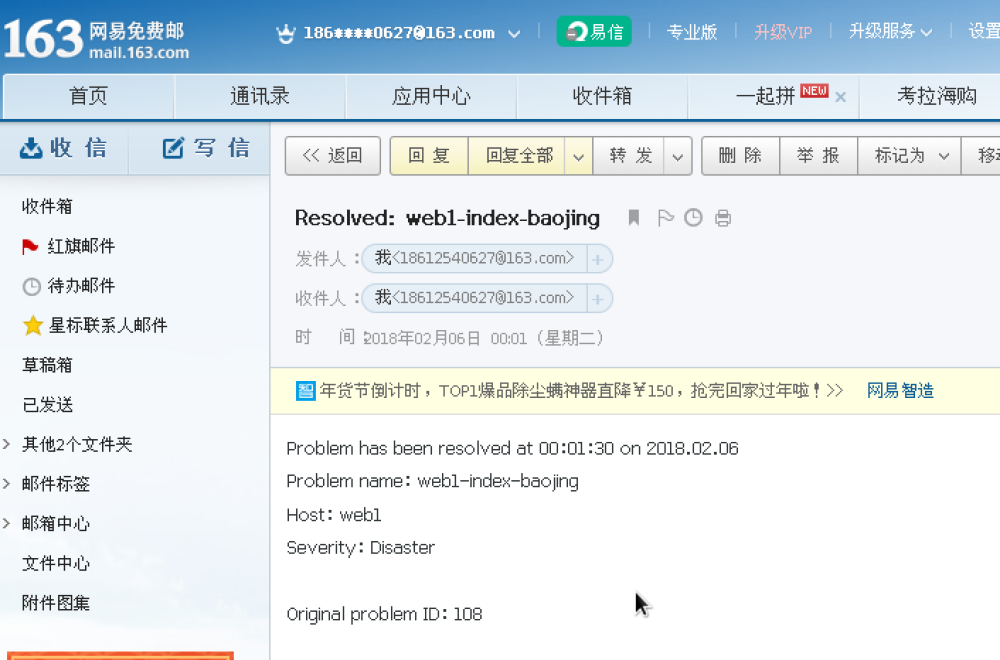 163 网易免费邮
mail.163.com
186****0627@163.com
易信
专业版
升级VIP
升级服务
设置
首页
通讯录
应用中心
收件箱
一起拼 NEW ×
考拉海购
收 信
写 信
<< 返回
回 复
回复全部
转 发
删 除
举 报
标记为
移动
收件箱
红旗邮件
待办邮件
星标联系人邮件
草稿箱
已发送
其他2个文件夹
邮件标签
邮箱中心
文件中心
附件图集
Resolved: web1-index-baojing
发件人：我<18612540627@163.com> +
收件人：我<18612540627@163.com> +
时 间：2018年02月06日 00:01 (星期二)
智 年货节倒计时，TOP1爆品除尘螨神器直降￥150，抢完回家过年啦！>> 网易智造
Problem has been resolved at 00:01:30 on 2018.02.06
Problem name: web1-index-baojing
Host: web1
Severity: Disaster
Original problem ID: 108